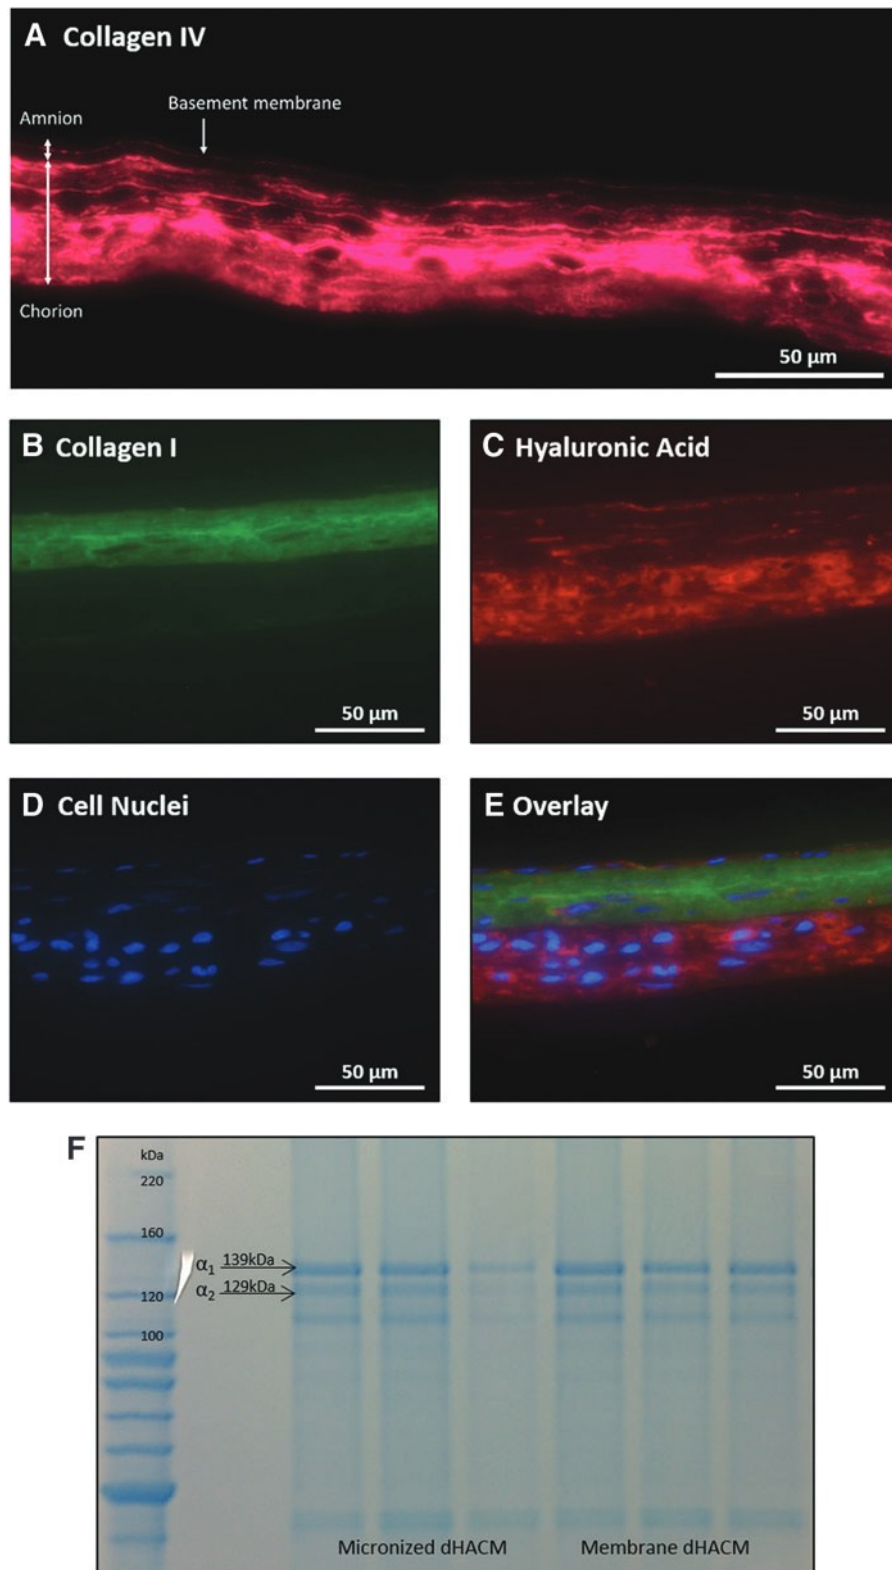 A Collagen IV
Basement membrane
Amnion
Chorion
50 µm
B Collagen I
50 µm
C Hyaluronic Acid
50 µm
D Cell Nuclei
50 µm
E Overlay
50 µm
F
kDa
220
160
α1 139kDa
α2 129kDa
120
100
Micronized dHACM
Membrane dHACM